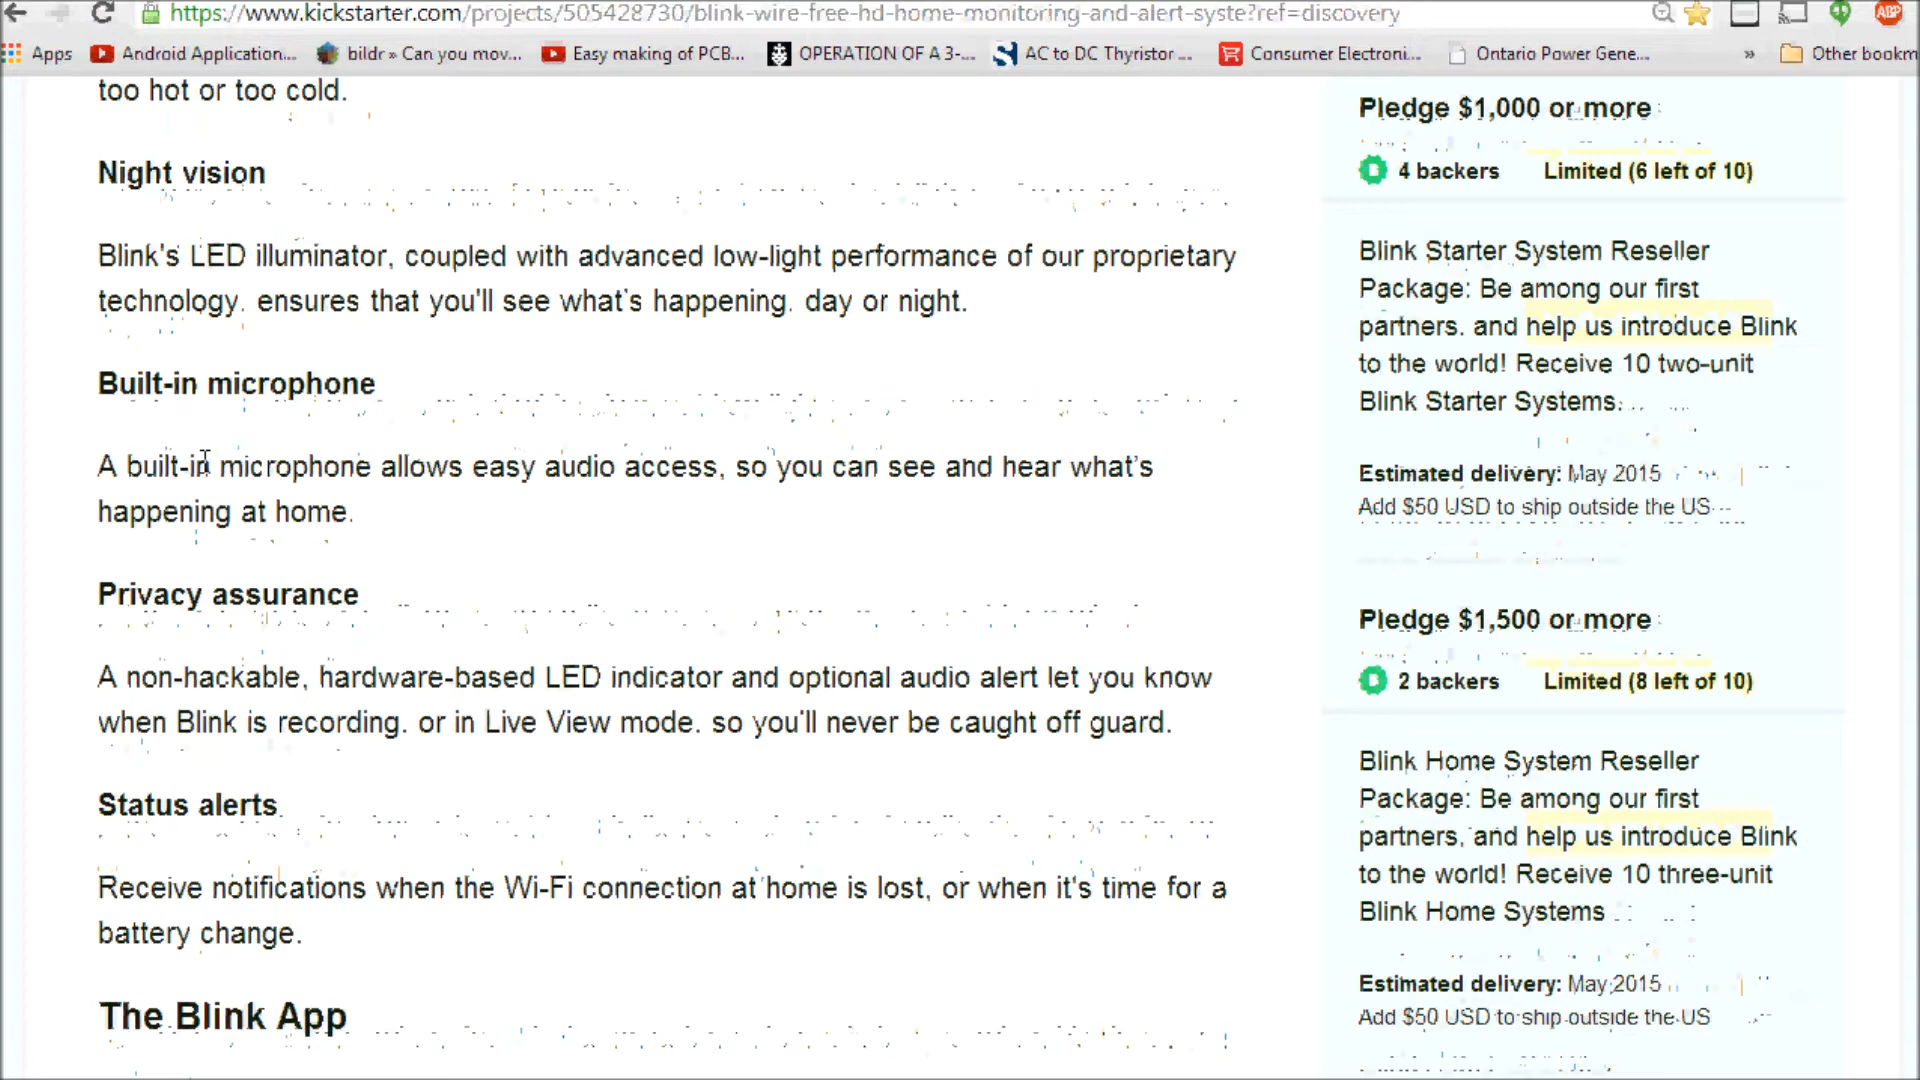 https://www.kickstarter.com/projects/505428730/blink-wire-free-hd-home-monitoring-and-alert-syste?ref=discovery
ABP
Apps
Android Application...
bildr » Can you mov...
Easy making of PCB...
OPERATION OF A 3-...
AC to DC Thyristor ...
Consumer Electroni...
Ontario Power Gene...
»
Other bookm
too hot or too cold.
Night vision
Blink's LED illuminator, coupled with advanced low-light performance of our proprietary
technology. ensures that you'll see what's happening. day or night.
Built-in microphone
A built-in microphone allows easy audio access, so you can see and hear what's
happening at home.
Privacy assurance
A non-hackable, hardware-based LED indicator and optional audio alert let you know
when Blink is recording. or in Live View mode. so you'll never be caught off guard.
Status alerts
Receive notifications when the Wi-Fi connection at home is lost, or when it's time for a
battery change.
The Blink App
Pledge $1,000 or more
4 backers Limited (6 left of 10)
Blink Starter System Reseller
Package: Be among our first
partners. and help us introduce Blink
to the world! Receive 10 two-unit
Blink Starter Systems.
Estimated delivery: May 2015
Add $50 USD to ship outside the US
Pledge $1,500 or more
2 backers Limited (8 left of 10)
Blink Home System Reseller
Package: Be among our first
partners, and help us introduce Blink
to the world! Receive 10 three-unit
Blink Home Systems
Estimated delivery: May 2015
Add $50 USD to ship outside the US